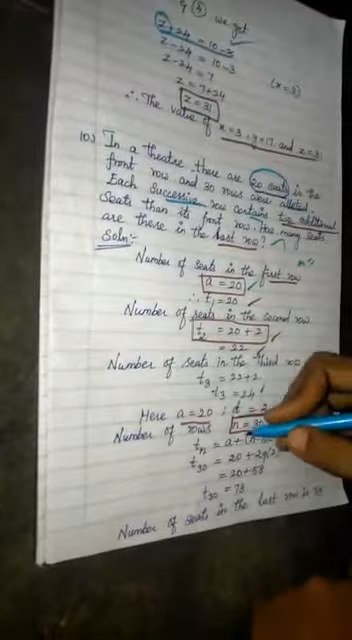 we get
z - 24 = 10 - 3
z - 24 = 10 - 3
z - 24 = 7
z = 7 + 24
(x = 3)
z = 31
∴ The value of x = 3, y = 17 and z = 31
10) In a theatre there are 20 seats in the
front row and 30 rows were allotted.
Each successive row contains two additional
seats than its front row. How many seats
are there in the last row?
Soln:-
Number of seats in the first row
a = 20
∴ t₁ = 20
Number of seats in the second row
t₂ = 20 + 2
= 22
Number of seats in the third row
t₃ = 22 + 2
t₃ = 24
Here a = 20 ; d = 2
Number of rows n = 30
tn = a + (n
t₃₀ = 20 + 29(2)
= 20 + 58
t₃₀ = 78
Number of seats in the last row is 78